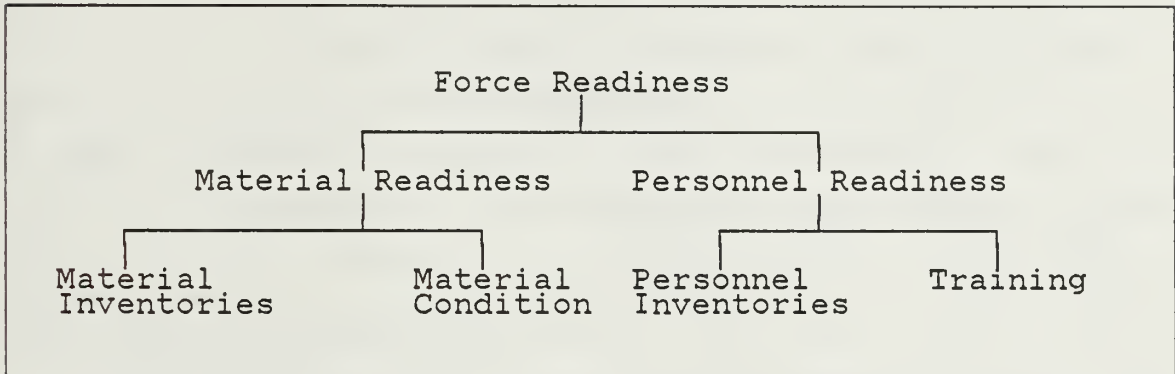 Force Readiness
Material Readiness Personnel Readiness
Material Material Personnel Training
Inventories Condition Inventories